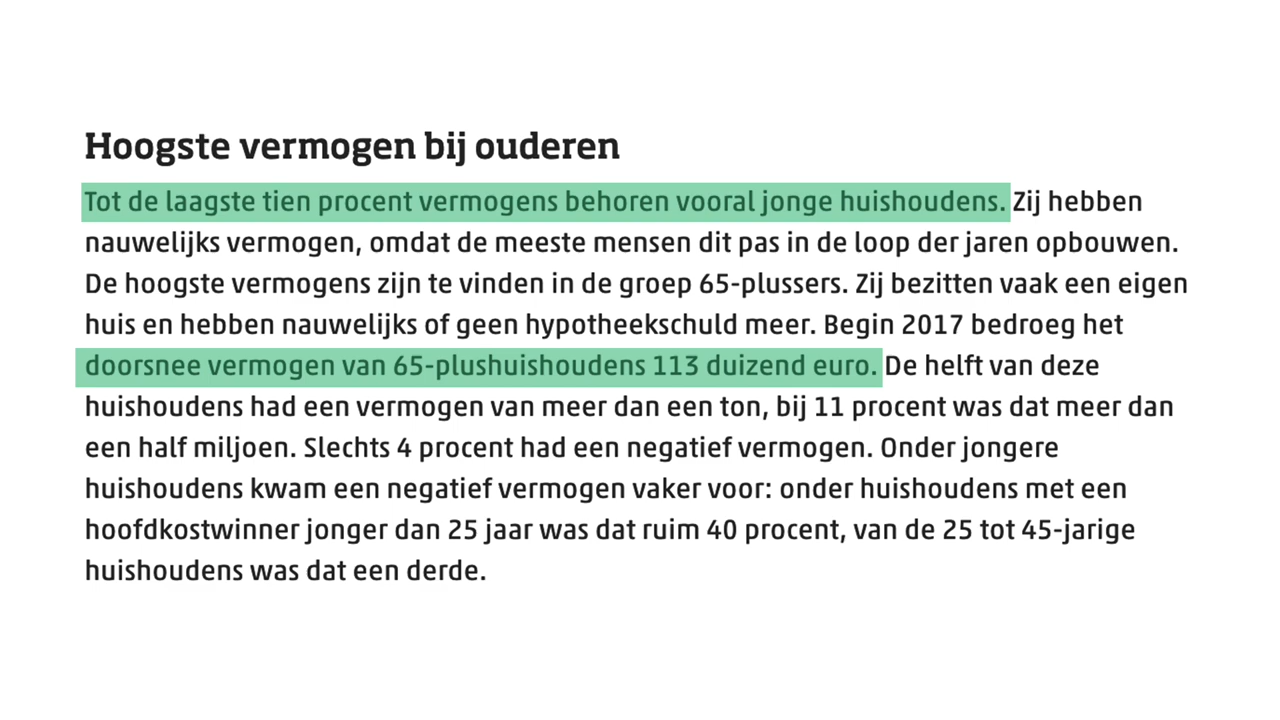 Hoogste vermogen bij ouderen
Tot de laagste tien procent vermogens behoren vooral jonge huishoudens. Zij hebben
nauwelijks vermogen, omdat de meeste mensen dit pas in de loop der jaren opbouwen.
De hoogste vermogens zijn te vinden in de groep 65-plussers. Zij bezitten vaak een eigen
huis en hebben nauwelijks of geen hypotheekschuld meer. Begin 2017 bedroeg het
doorsnee vermogen van 65-plushuishoudens 113 duizend euro. De helft van deze
huishoudens had een vermogen van meer dan een ton, bij 11 procent was dat meer dan
een half miljoen. Slechts 4 procent had een negatief vermogen. Onder jongere
huishoudens kwam een negatief vermogen vaker voor: onder huishoudens met een
hoofdkostwinner jonger dan 25 jaar was dat ruim 40 procent, van de 25 tot 45-jarige
huishoudens was dat een derde.